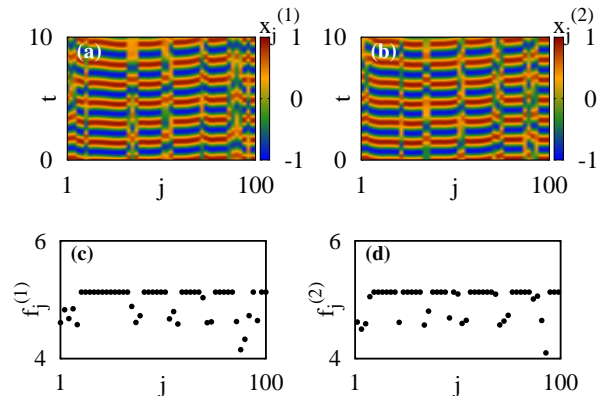 10 (a) x_j^(1) 1
t 0
0 -1
1 j 100
10 (b) x_j^(2) 1
t 0
0 -1
1 j 100
6 (c)
f_j^(1)
4
1 j 100
6 (d)
f_j^(2)
4
1 j 100